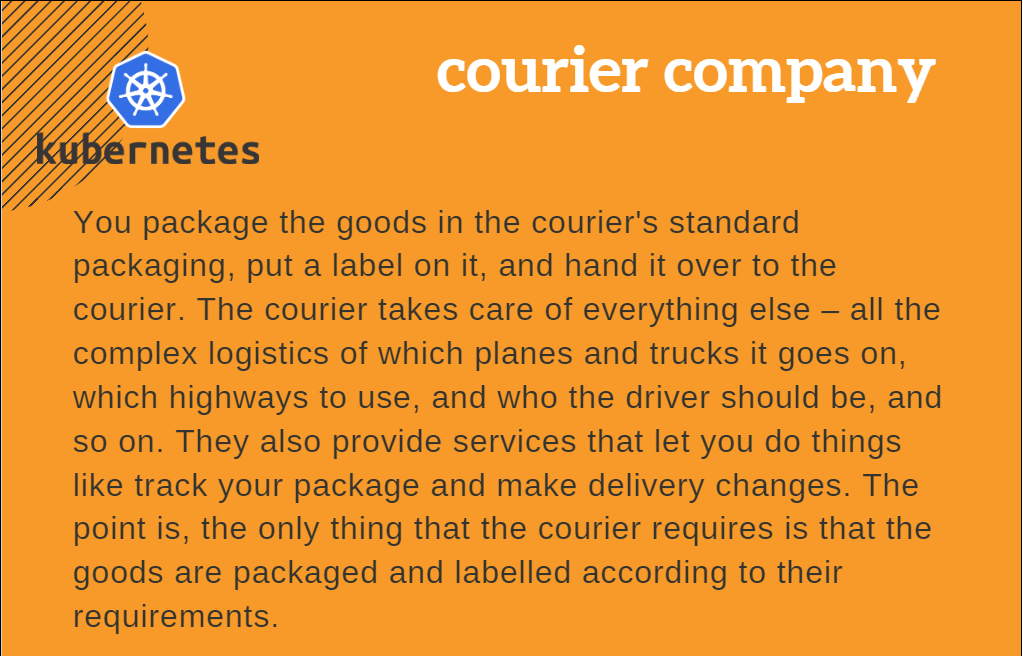 courier company
kubernetes
You package the goods in the courier's standard
packaging, put a label on it, and hand it over to the
courier. The courier takes care of everything else – all the
complex logistics of which planes and trucks it goes on,
which highways to use, and who the driver should be, and
so on. They also provide services that let you do things
like track your package and make delivery changes. The
point is, the only thing that the courier requires is that the
goods are packaged and labelled according to their
requirements.